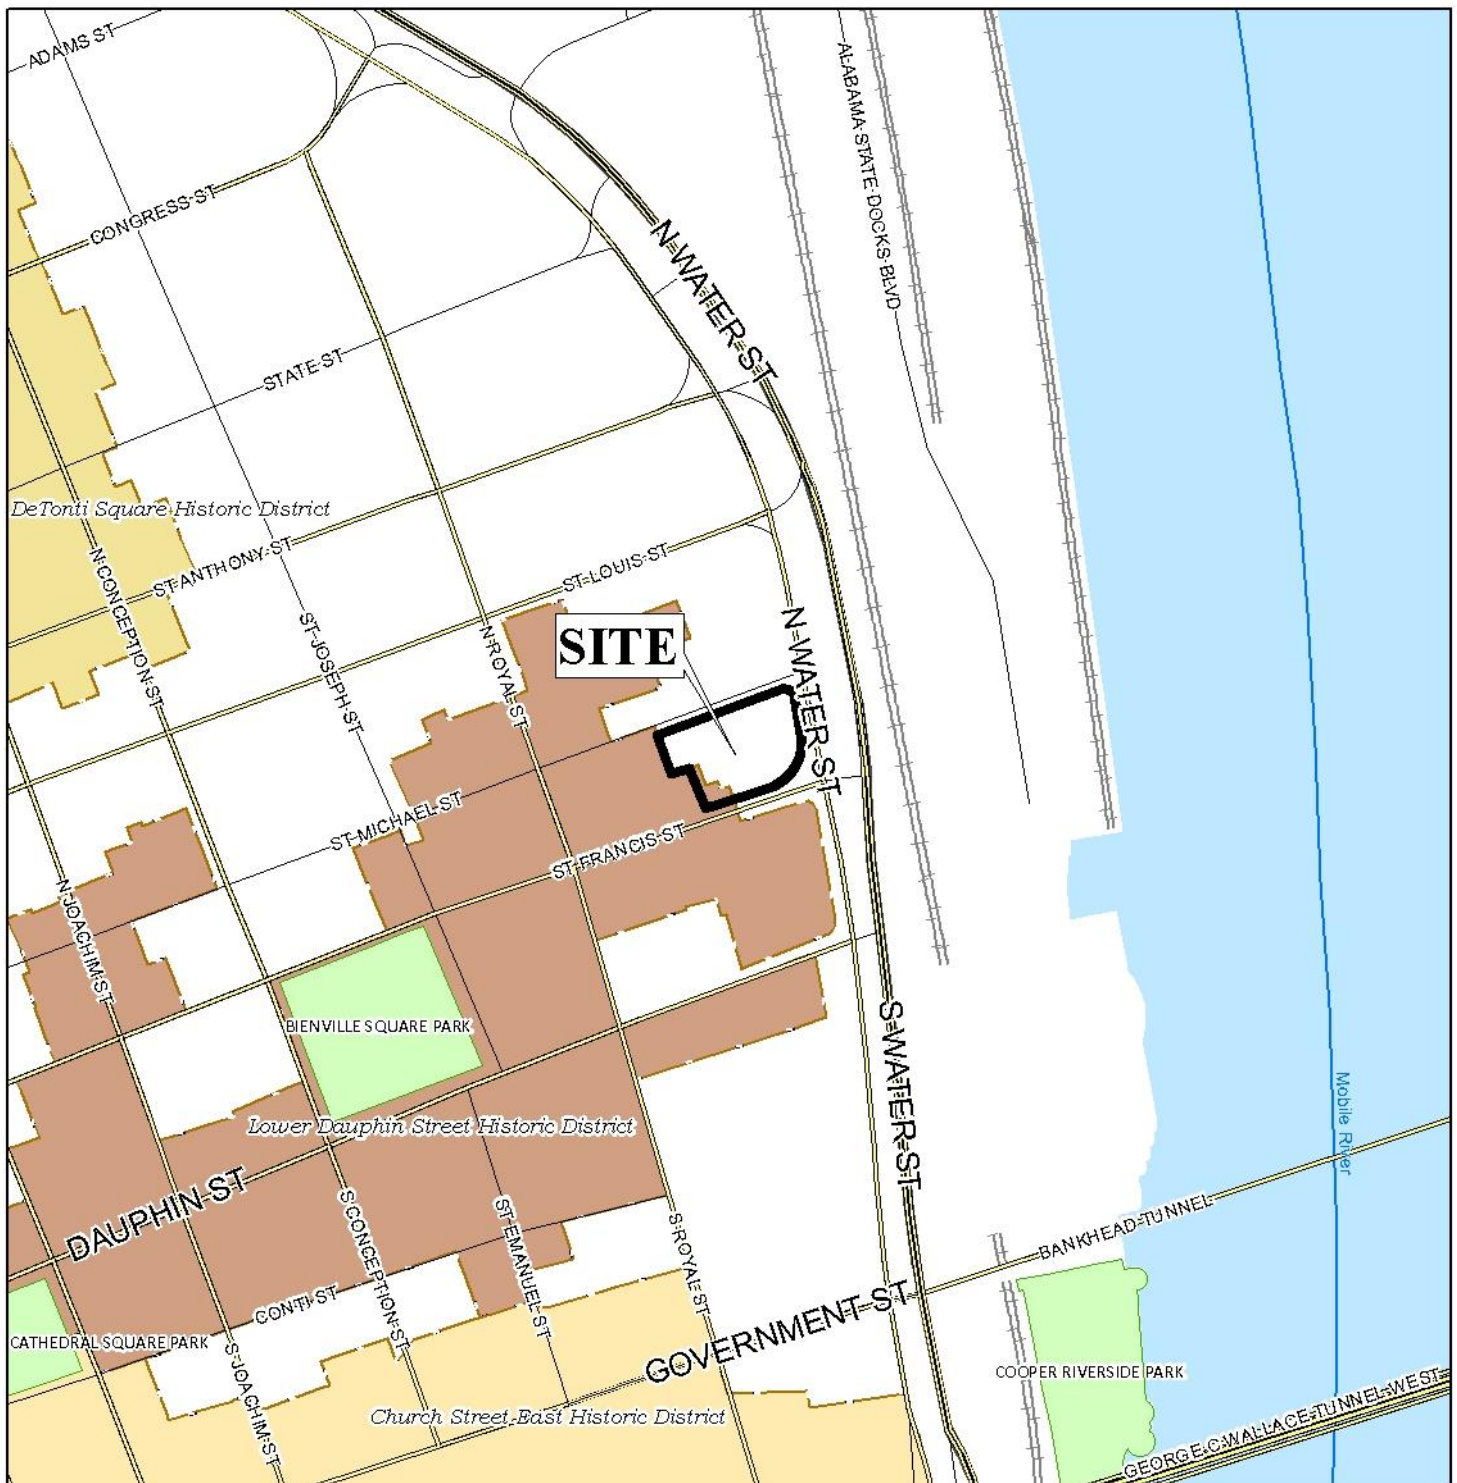 ADAMS ST
ALABAMA STATE DOCKS BLVD
CONGRESS ST
N WATER ST
STATE ST
DeTonti Square Historic District
ST ANTHONY ST
ST LOUIS ST
N CONCEPTION ST
ST JOSEPH ST
N ROYAL ST
SITE
N WATER ST
ST MICHAEL ST
ST FRANCIS ST
N JOACHIM ST
BIENVILLE SQUARE PARK
S WATER ST
Mobile River
Lower Dauphin Street Historic District
DAUPHIN ST
S CONCEPTION ST
ST EMANUEL ST
S ROYAL ST
BANKHEAD TUNNEL
CONTI ST
GOVERNMENT ST
CATHEDRAL SQUARE PARK
S JOACHIM ST
COOPER RIVERSIDE PARK
Church Street East Historic District
GEORGE C WALLACE TUNNEL WEST